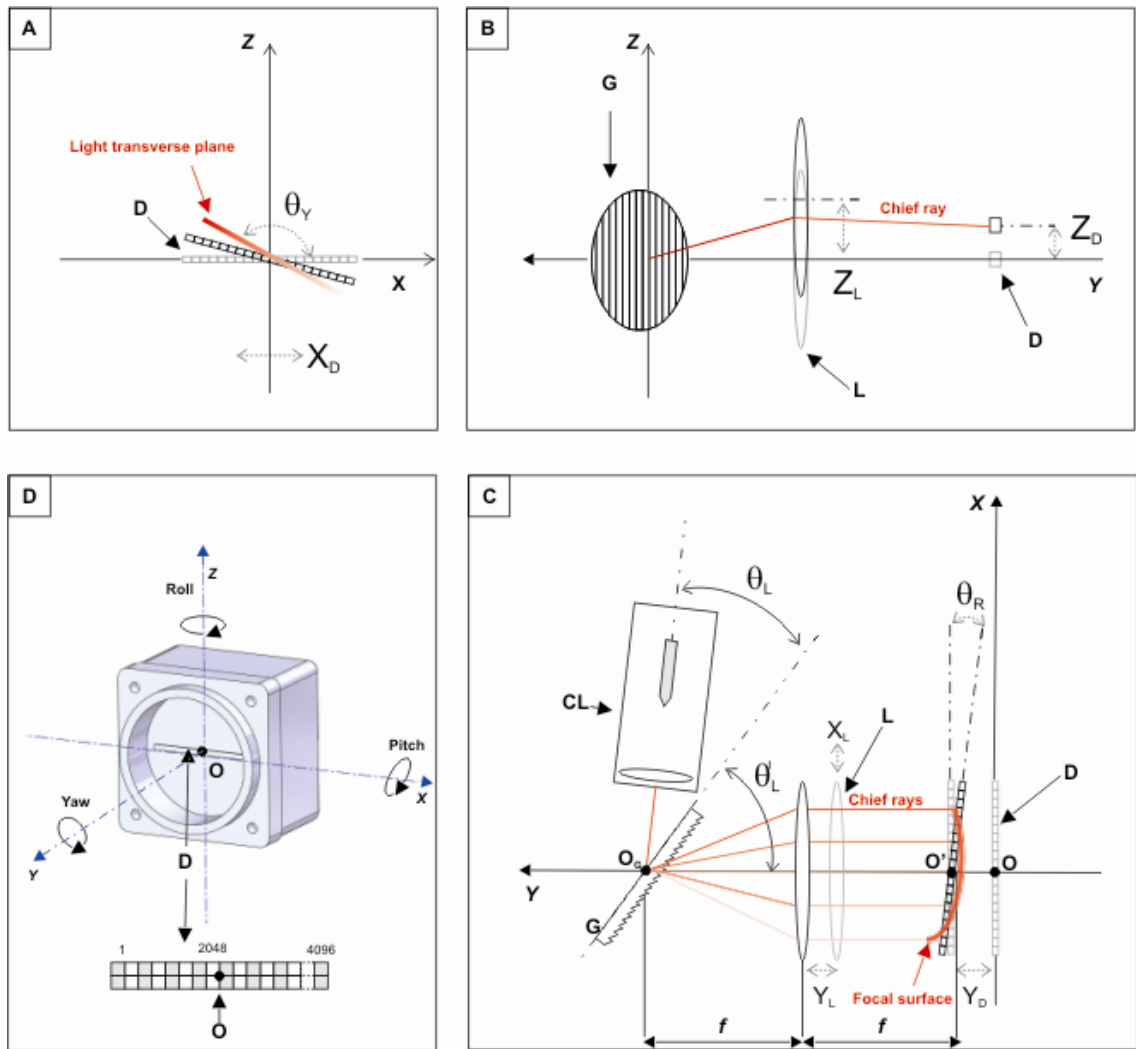 A
Z
Light transverse plane
D
θY
X
XD
B
Z
G
Chief ray
ZD
ZL
Y
D
L
D
Z
Roll
Pitch
O
X
Yaw
D
Y
1 2048 4096
O
C
X
θL
θR
CL
XL
L
θ'L
Chief rays
D
OG
O'
O
Y
G
YL
Focal surface
YD
f
f